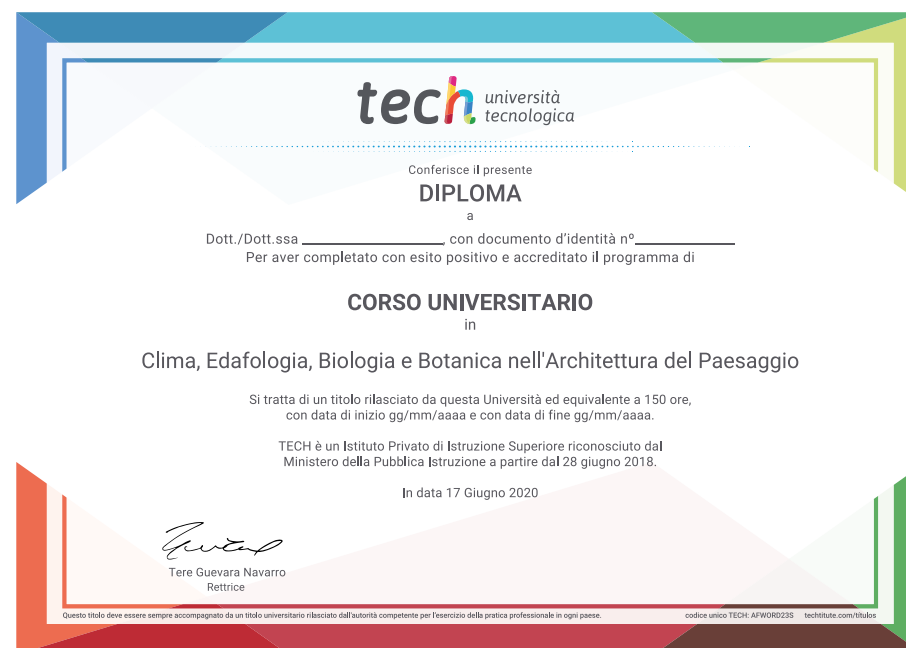 tech università
tecnologica
Conferisce il presente
DIPLOMA
a
Dott./Dott.ssa ____________________, con documento d'identità nº______________
Per aver completato con esito positivo e accreditato il programma di
CORSO UNIVERSITARIO
in
Clima, Edafologia, Biologia e Botanica nell'Architettura del Paesaggio
Si tratta di un titolo rilasciato da questa Università ed equivalente a 150 ore,
con data di inizio gg/mm/aaaa e con data di fine gg/mm/aaaa.
TECH è un Istituto Privato di Istruzione Superiore riconosciuto dal
Ministero della Pubblica Istruzione a partire dal 28 giugno 2018.
In data 17 Giugno 2020
Tere Guevara Navarro
Rettrice
Questo titolo deve essere sempre accompagnato da un titolo universitario rilasciato dall'autorità competente per l'esercizio della pratica professionale in ogni paese. codice unico TECH: AFWORD23S techtitute.com/titulos